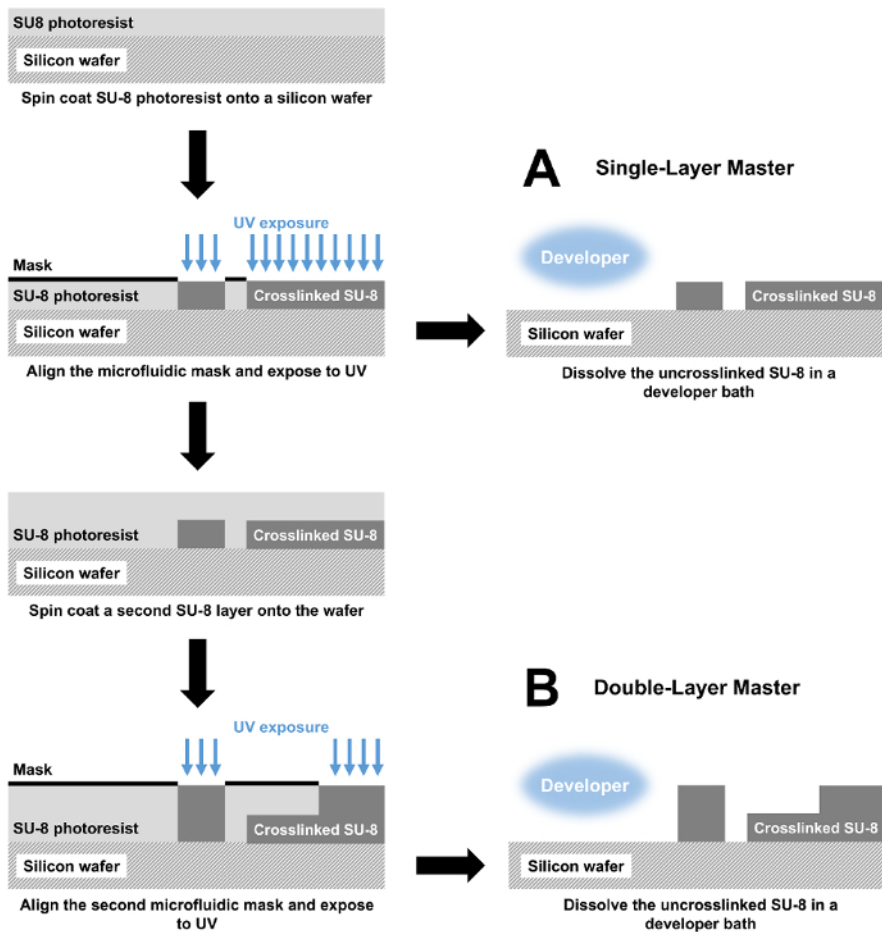 SU8 photoresist
Silicon wafer
Spin coat SU-8 photoresist onto a silicon wafer
UV exposure
Mask
SU-8 photoresist
Crosslinked SU-8
Silicon wafer
Align the microfluidic mask and expose to UV
A
Single-Layer Master
Developer
Crosslinked SU-8
Silicon wafer
Dissolve the uncrosslinked SU-8 in a
developer bath
SU-8 photoresist
Crosslinked SU-8
Silicon wafer
Spin coat a second SU-8 layer onto the wafer
UV exposure
Mask
SU-8 photoresist
Crosslinked SU-8
Silicon wafer
Align the second microfluidic mask and expose
to UV
B
Double-Layer Master
Developer
Crosslinked SU-8
Silicon wafer
Dissolve the uncrosslinked SU-8 in a
developer bath